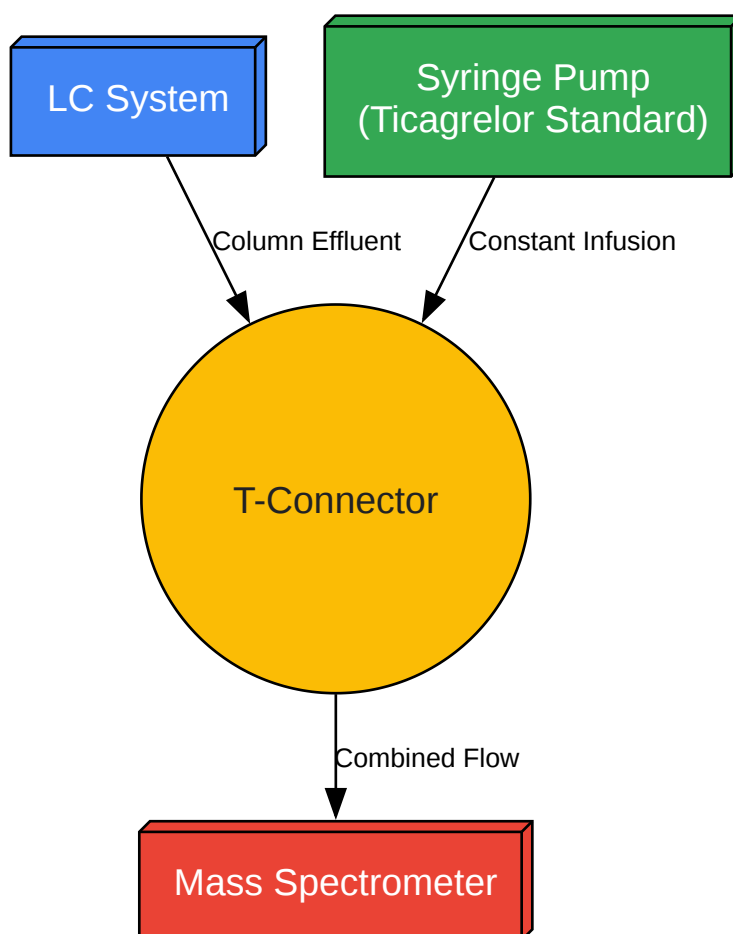 LC System
Syringe Pump
(Ticagrelor Standard)
Column Effluent
Constant Infusion
T-Connector
Combined Flow
Mass Spectrometer